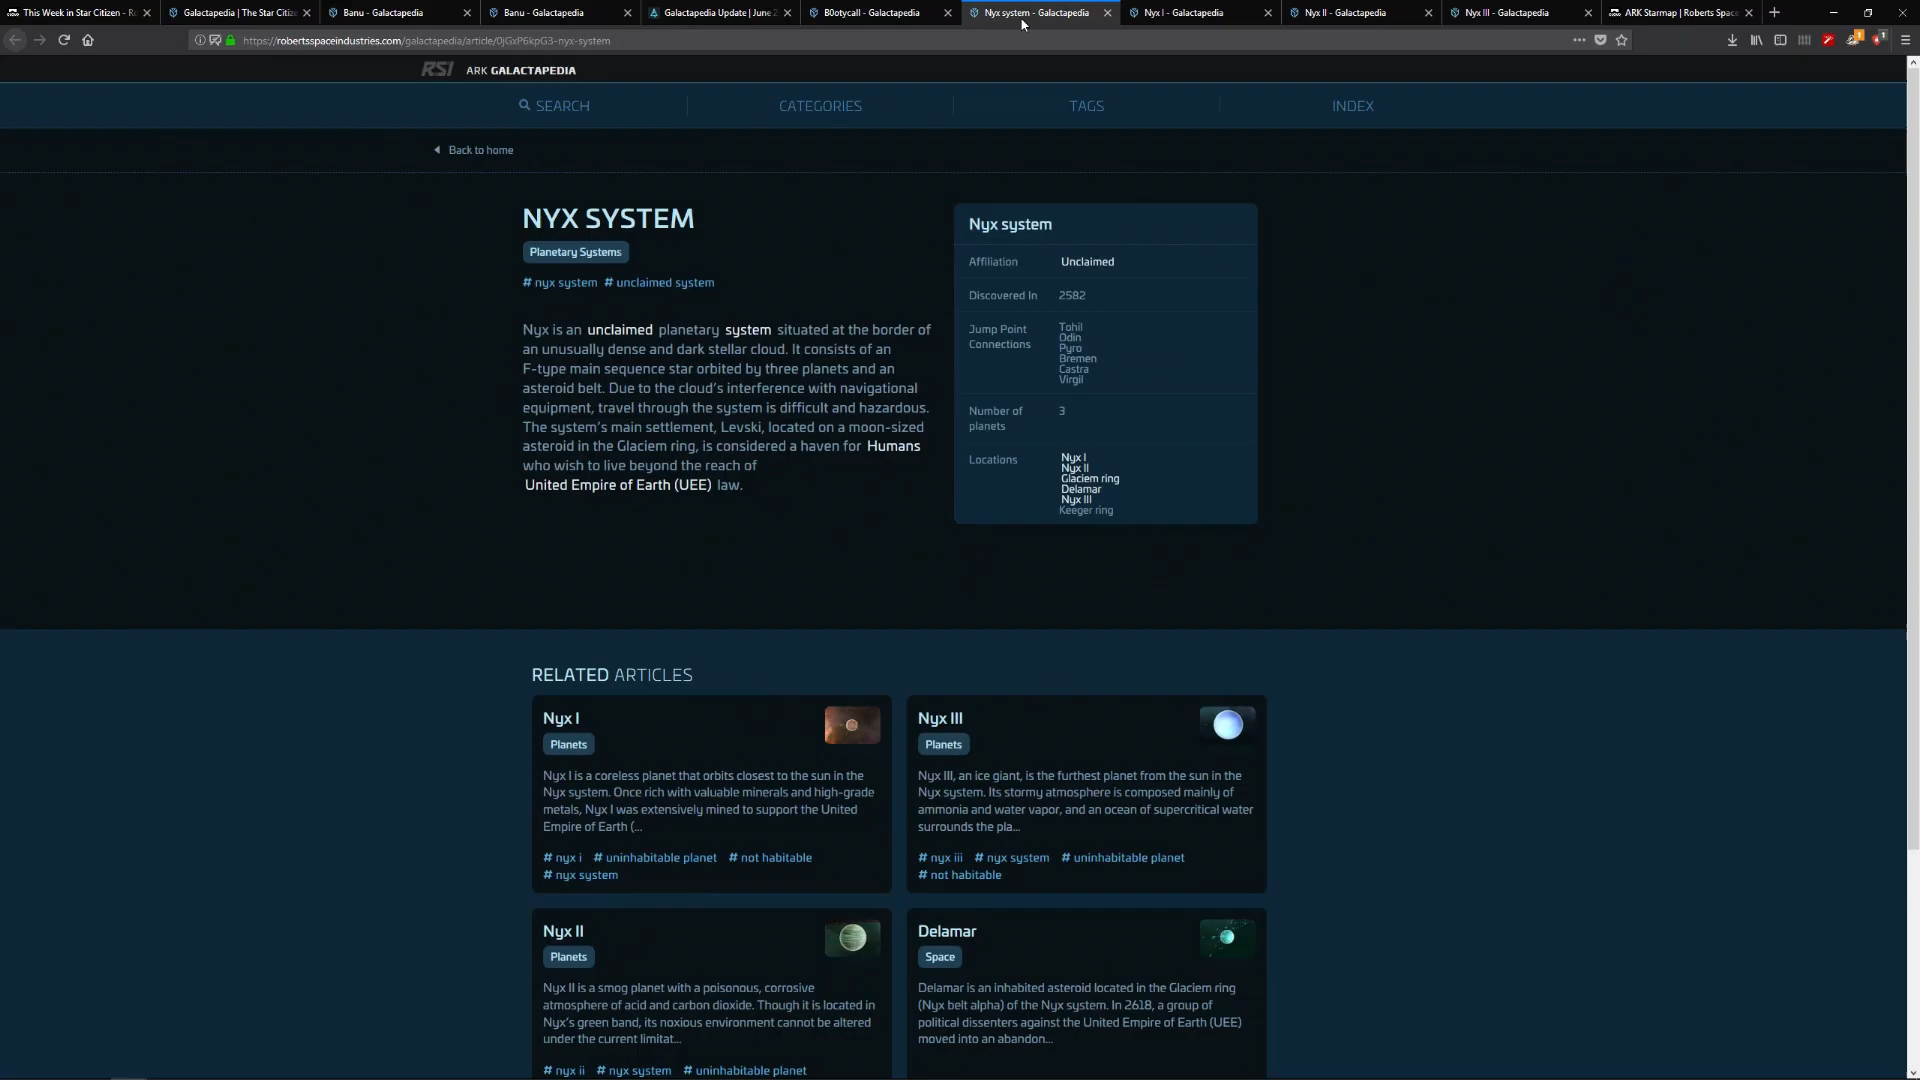 This Week in Star Citizen - Ro
Galactapedia | The Star Citize
Banu - Galactapedia
Banu - Galactapedia
Galactapedia Update | June 2
B0otycall - Galactapedia
Nyx system - Galactapedia
Nyx I - Galactapedia
Nyx II - Galactapedia
Nyx III - Galactapedia
ARK Starmap | Roberts Space
https://robertsspaceindustries.com/galactapedia/article/0jGxP6kpG3-nyx-system
RSI ARK GALACTAPEDIA
SEARCH
CATEGORIES
TAGS
INDEX
Back to home
NYX SYSTEM
Planetary Systems
# nyx system # unclaimed system
Nyx is an unclaimed planetary system situated at the border of
an unusually dense and dark stellar cloud. It consists of an
F-type main sequence star orbited by three planets and an
asteroid belt. Due to the cloud's interference with navigational
equipment, travel through the system is difficult and hazardous.
The system's main settlement, Levski, located on a moon-sized
asteroid in the Glaciem ring, is considered a haven for Humans
who wish to live beyond the reach of
United Empire of Earth (UEE) law.
Nyx system
Affiliation Unclaimed
Discovered In 2582
Jump Point Connections
Tohil
Odin
Pyro
Bremen
Castra
Virgil
Number of planets 3
Locations
Nyx I
Nyx II
Glaciem ring
Delamar
Nyx III
Keeger ring
RELATED ARTICLES
Nyx I
Planets
Nyx I is a coreless planet that orbits closest to the sun in the
Nyx system. Once rich with valuable minerals and high-grade
metals, Nyx I was extensively mined to support the United
Empire of Earth (...
# nyx i # uninhabitable planet # not habitable
# nyx system
Nyx III
Planets
Nyx III, an ice giant, is the furthest planet from the sun in the
Nyx system. Its stormy atmosphere is composed mainly of
ammonia and water vapor, and an ocean of supercritical water
surrounds the pla...
# nyx iii # nyx system # uninhabitable planet
# not habitable
Nyx II
Planets
Nyx II is a smog planet with a poisonous, corrosive
atmosphere of acid and carbon dioxide. Though it is located in
Nyx's green band, its noxious environment cannot be altered
under the current limitat...
# nyx ii # nyx system # uninhabitable planet
Delamar
Space
Delamar is an inhabited asteroid located in the Glaciem ring
(Nyx belt alpha) of the Nyx system. In 2618, a group of
political dissenters against the United Empire of Earth (UEE)
moved into an abandon...